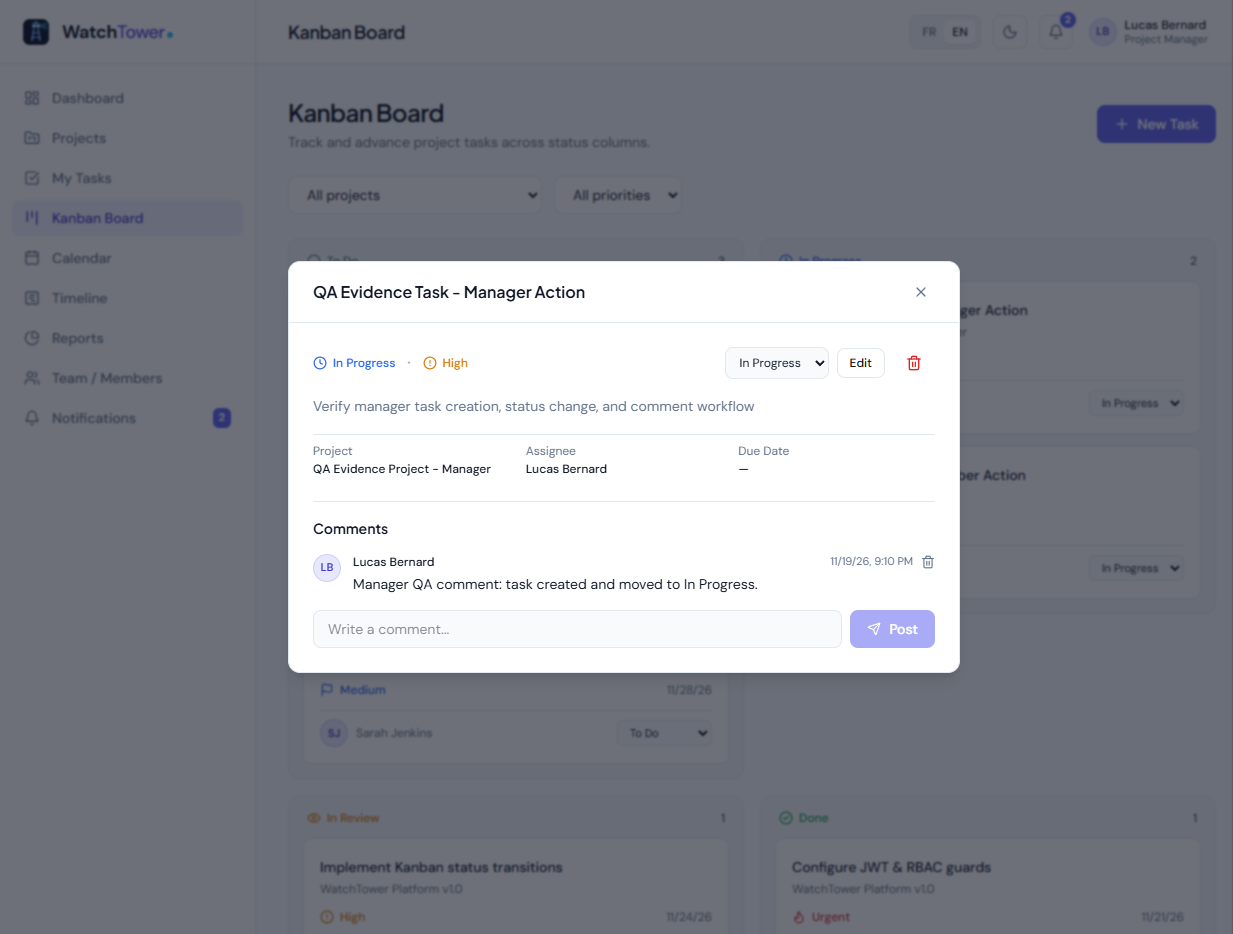 WatchTower
Kanban Board
FR EN
2
LB
Lucas Bernard
Project Manager
Dashboard
Projects
My Tasks
Kanban Board
Calendar
Timeline
Reports
Team / Members
Notifications
2
Kanban Board
Track and advance project tasks across status columns.
+ New Task
All projects
All priorities
To Do
In Progress
2
QA Evidence Task - Manager Action
In Progress · High
In Progress
Edit
Verify manager task creation, status change, and comment workflow
Project
Assignee
Due Date
QA Evidence Project - Manager
Lucas Bernard
—
Comments
LB
Lucas Bernard
11/19/26, 9:10 PM
Manager QA comment: task created and moved to In Progress.
Write a comment...
Post
Action
In Progress
Action
In Progress
Medium
11/28/26
SJ
Sarah Jenkins
To Do
In Review
1
Implement Kanban status transitions
WatchTower Platform v1.0
High
11/24/26
Done
1
Configure JWT & RBAC guards
WatchTower Platform v1.0
Urgent
11/21/26